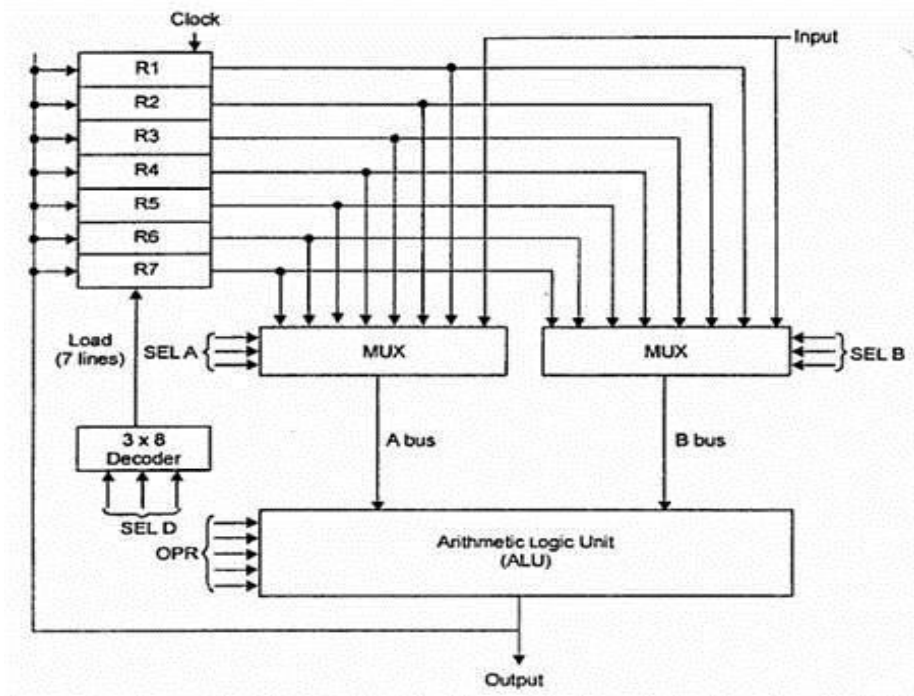 Clock
Input
R1
R2
R3
R4
R5
R6
R7
Load
(7 lines)
SEL A
MUX
MUX
SEL B
3 x 8
Decoder
A bus
B bus
SEL D
OPR
Arithmetic Logic Unit
(ALU)
Output